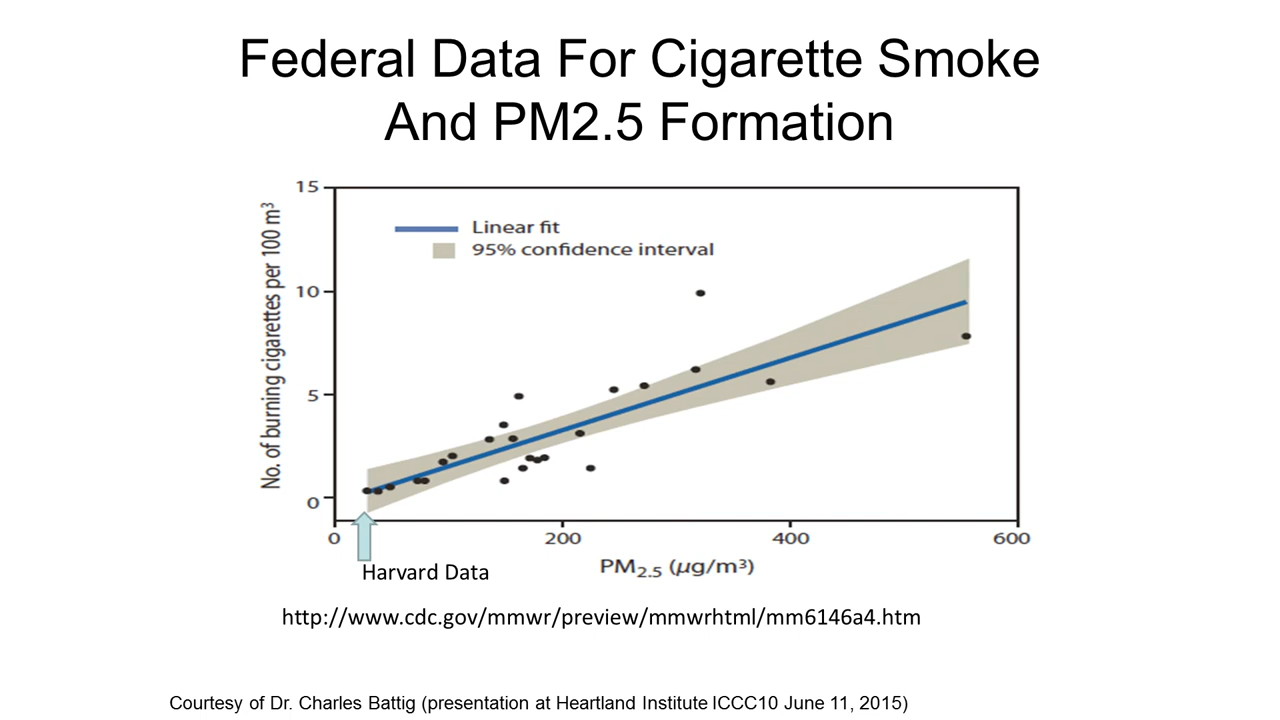 Federal Data For Cigarette Smoke
And PM2.5 Formation
15
10
5
0
No. of burning cigarettes per 100 m³
Linear fit
95% confidence interval
0
200
400
600
PM₂.₅ (μg/m³)
Harvard Data
http://www.cdc.gov/mmwr/preview/mmwrhtml/mm6146a4.htm
Courtesy of Dr. Charles Battig (presentation at Heartland Institute ICCC10 June 11, 2015)